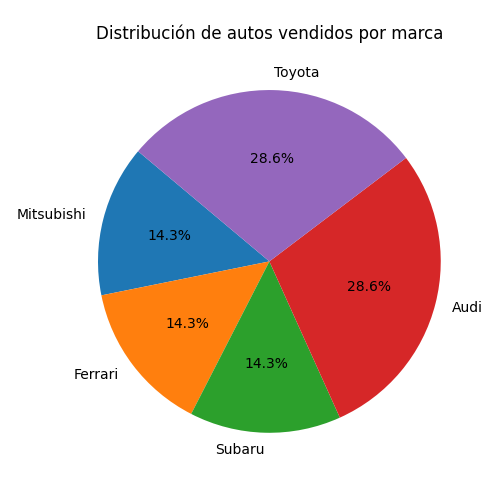 Distribución de autos vendidos por marca
Toyota
28.6%
Mitsubishi
14.3%
28.6%
Audi
14.3%
14.3%
Ferrari
Subaru